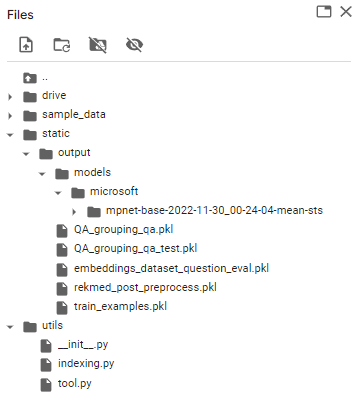 Files
..
drive
sample_data
static
output
models
microsoft
mpnet-base-2022-11-30_00-24-04-mean-sts
QA_grouping_qa.pkl
QA_grouping_qa_test.pkl
embeddings_dataset_question_eval.pkl
rekmed_post_preprocess.pkl
train_examples.pkl
utils
__init__.py
indexing.py
tool.py